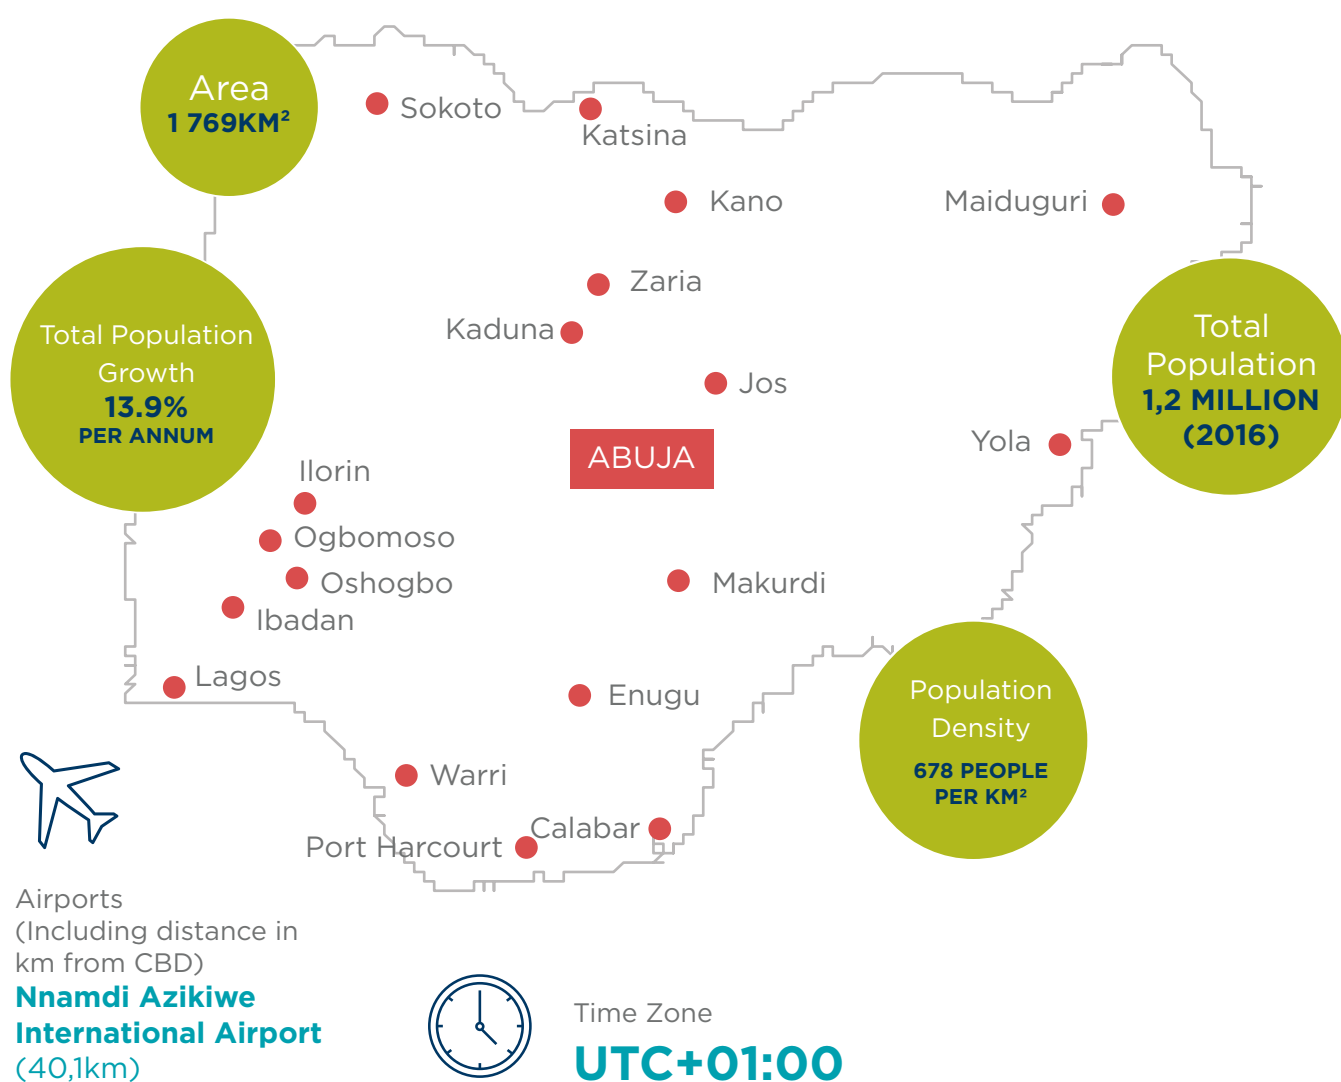 Area
1 769KM²
Sokoto
Katsina
Kano
Maiduguri
Zaria
Kaduna
Total Population
Growth
13.9%
PER ANNUM
Total
Population
1,2 MILLION
(2016)
Jos
Yola
ABUJA
Ilorin
Ogbomoso
Oshogbo
Ibadan
Makurdi
Lagos
Enugu
Population
Density
678 PEOPLE
PER KM²
Warri
Calabar
Port Harcourt
Airports
(Including distance in
km from CBD)
Nnamdi Azikiwe
International Airport
(40,1km)
Time Zone
UTC+01:00